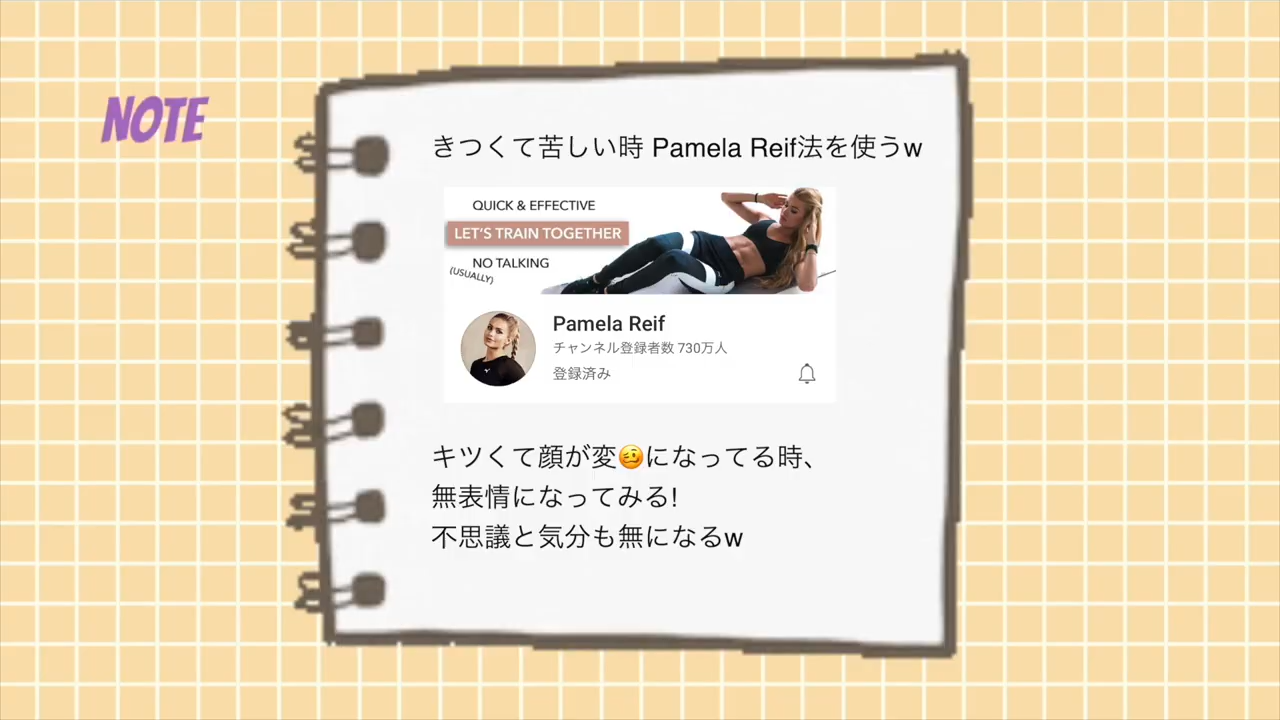 NOTE
きつくて苦しい時 Pamela Reif法を使うw
QUICK & EFFECTIVE
LET'S TRAIN TOGETHER
NO TALKING
(USUALLY)
Pamela Reif
チャンネル登録者数 730万人
登録済み
キツくて顔が変🥴になってる時、
無表情になってみる!
不思議と気分も無になるw